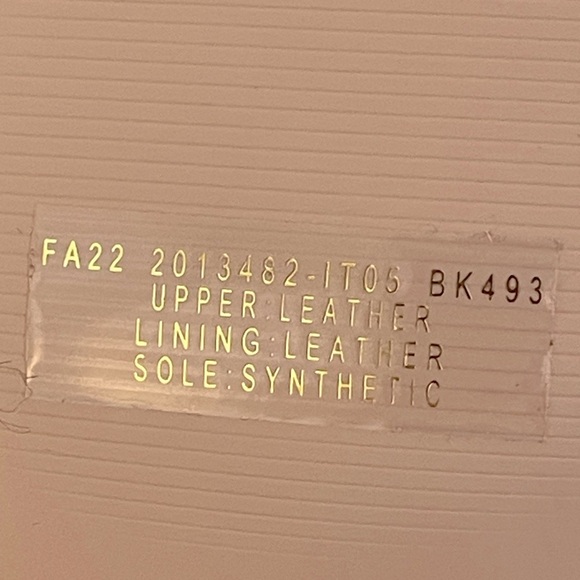 FA22 2013482-IT05 BK493
UPPER:LEATHER
LINING:LEATHER
SOLE:SYNTHETIC